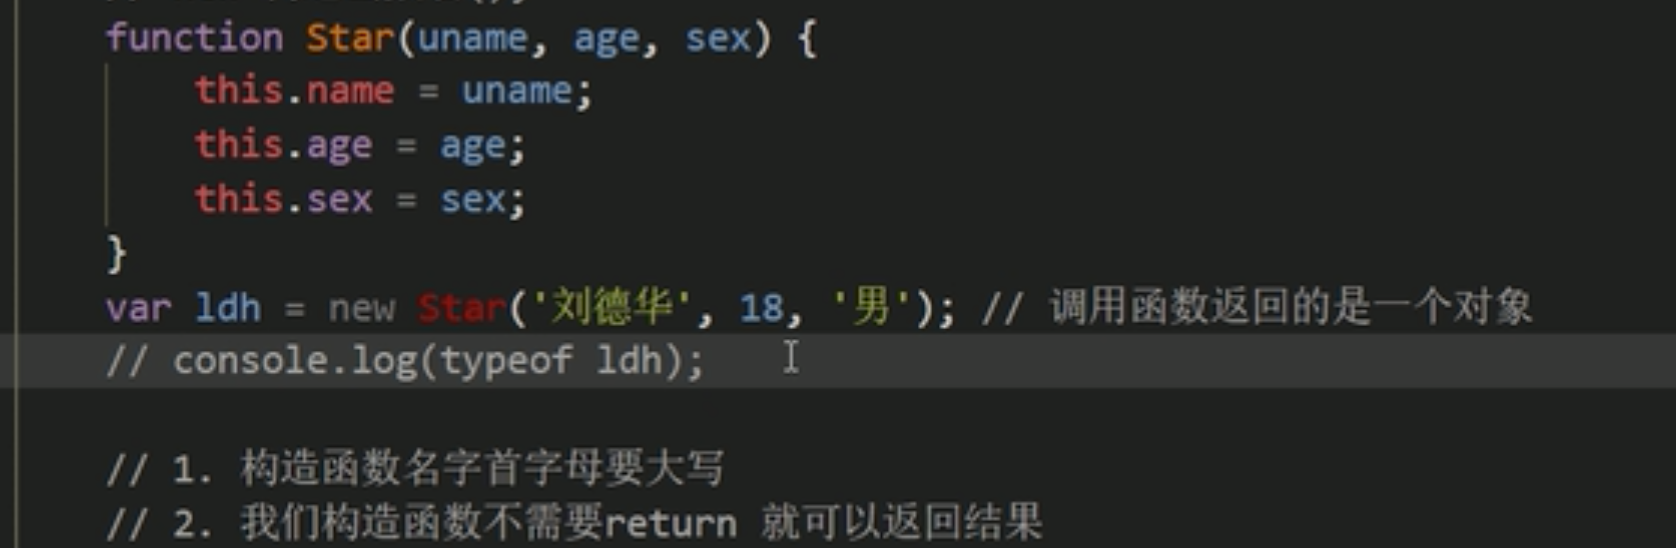 function Star(uname, age, sex) {
this.name = uname;
this.age = age;
this.sex = sex;
}
var ldh = new Star('刘德华', 18, '男'); // 调用函数返回的是一个对象
// console.log(typeof ldh);
// 1. 构造函数名字首字母要大写
// 2. 我们构造函数不需要return 就可以返回结果